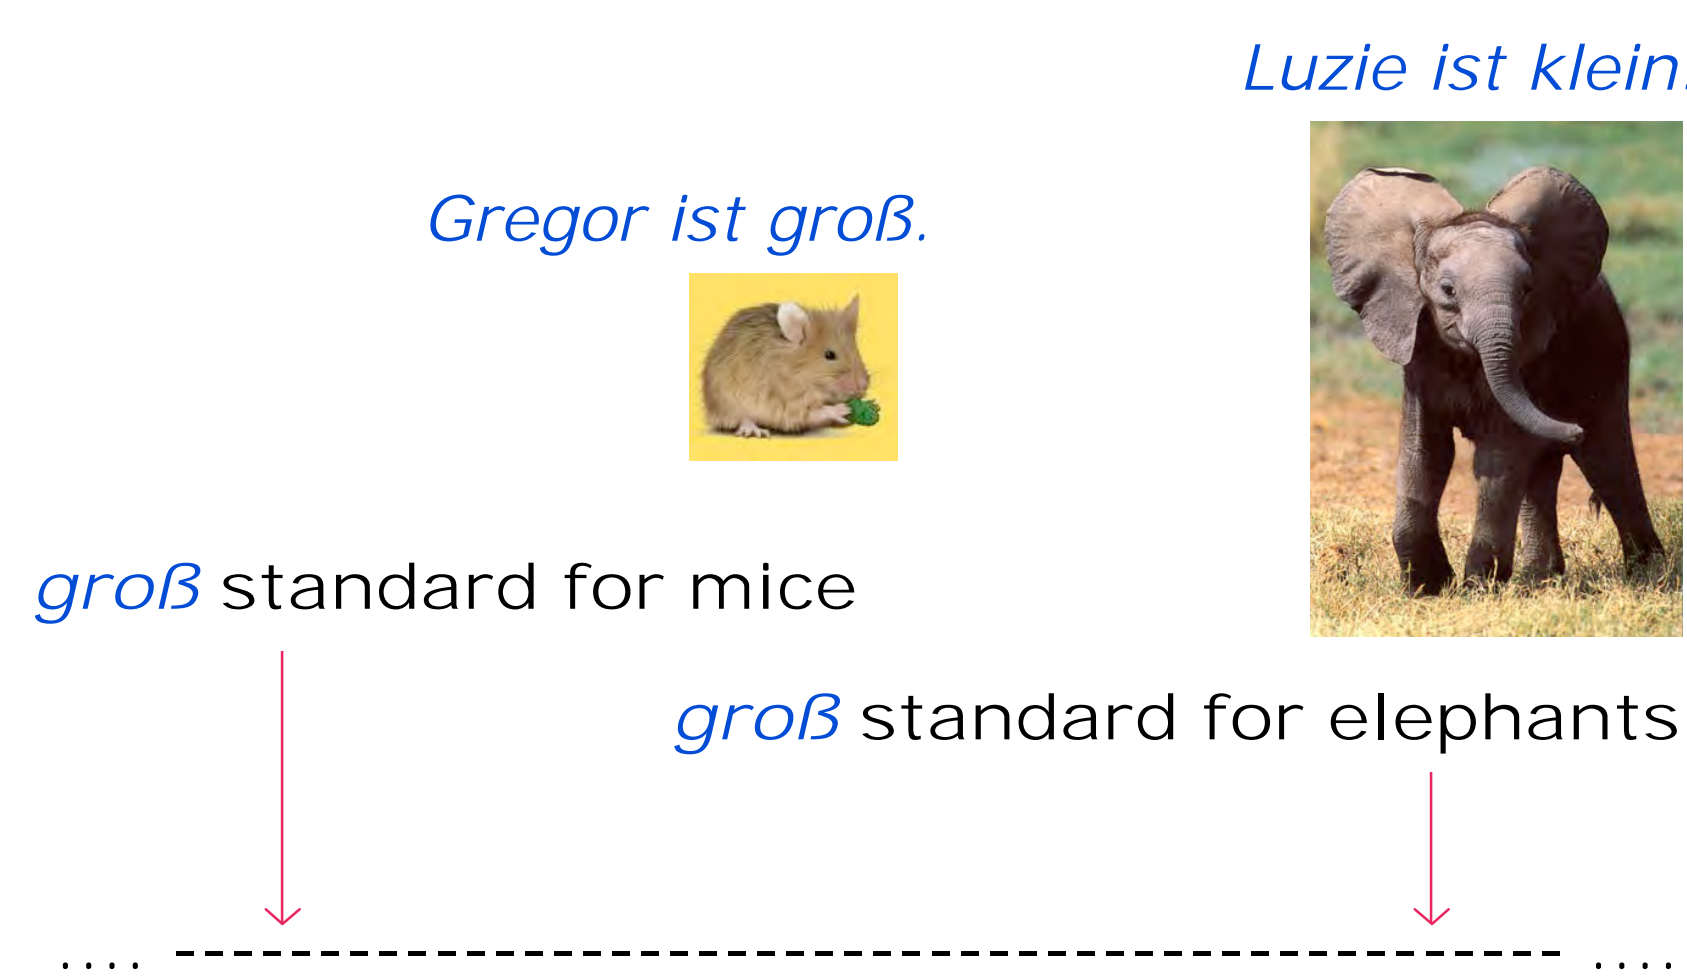 Luzie ist klein.
Gregor ist groß.
groß standard for mice
groß standard for elephants
.... ....